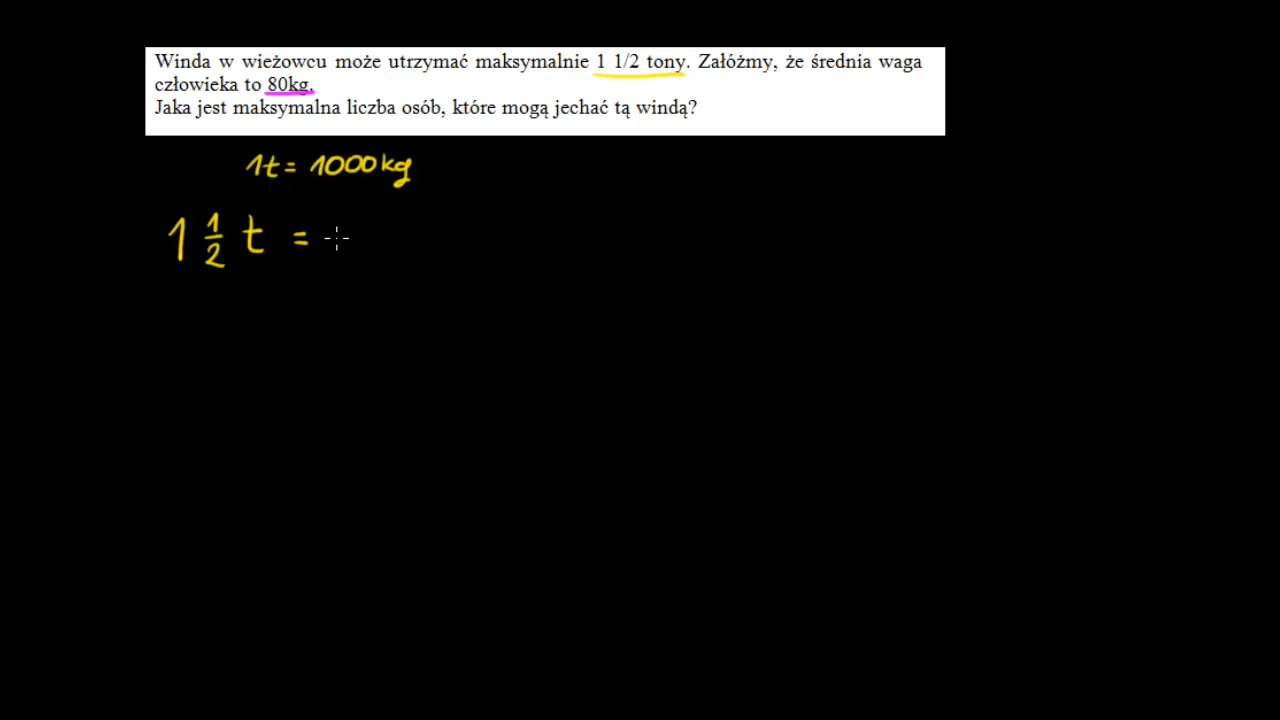 Winda w wieżowcu może utrzymać maksymalnie 1 1/2 tony. Załóżmy, że średnia waga
człowieka to 80kg.
Jaka jest maksymalna liczba osób, które mogą jechać tą windą?
1t = 1000kg
1 1/2 t =